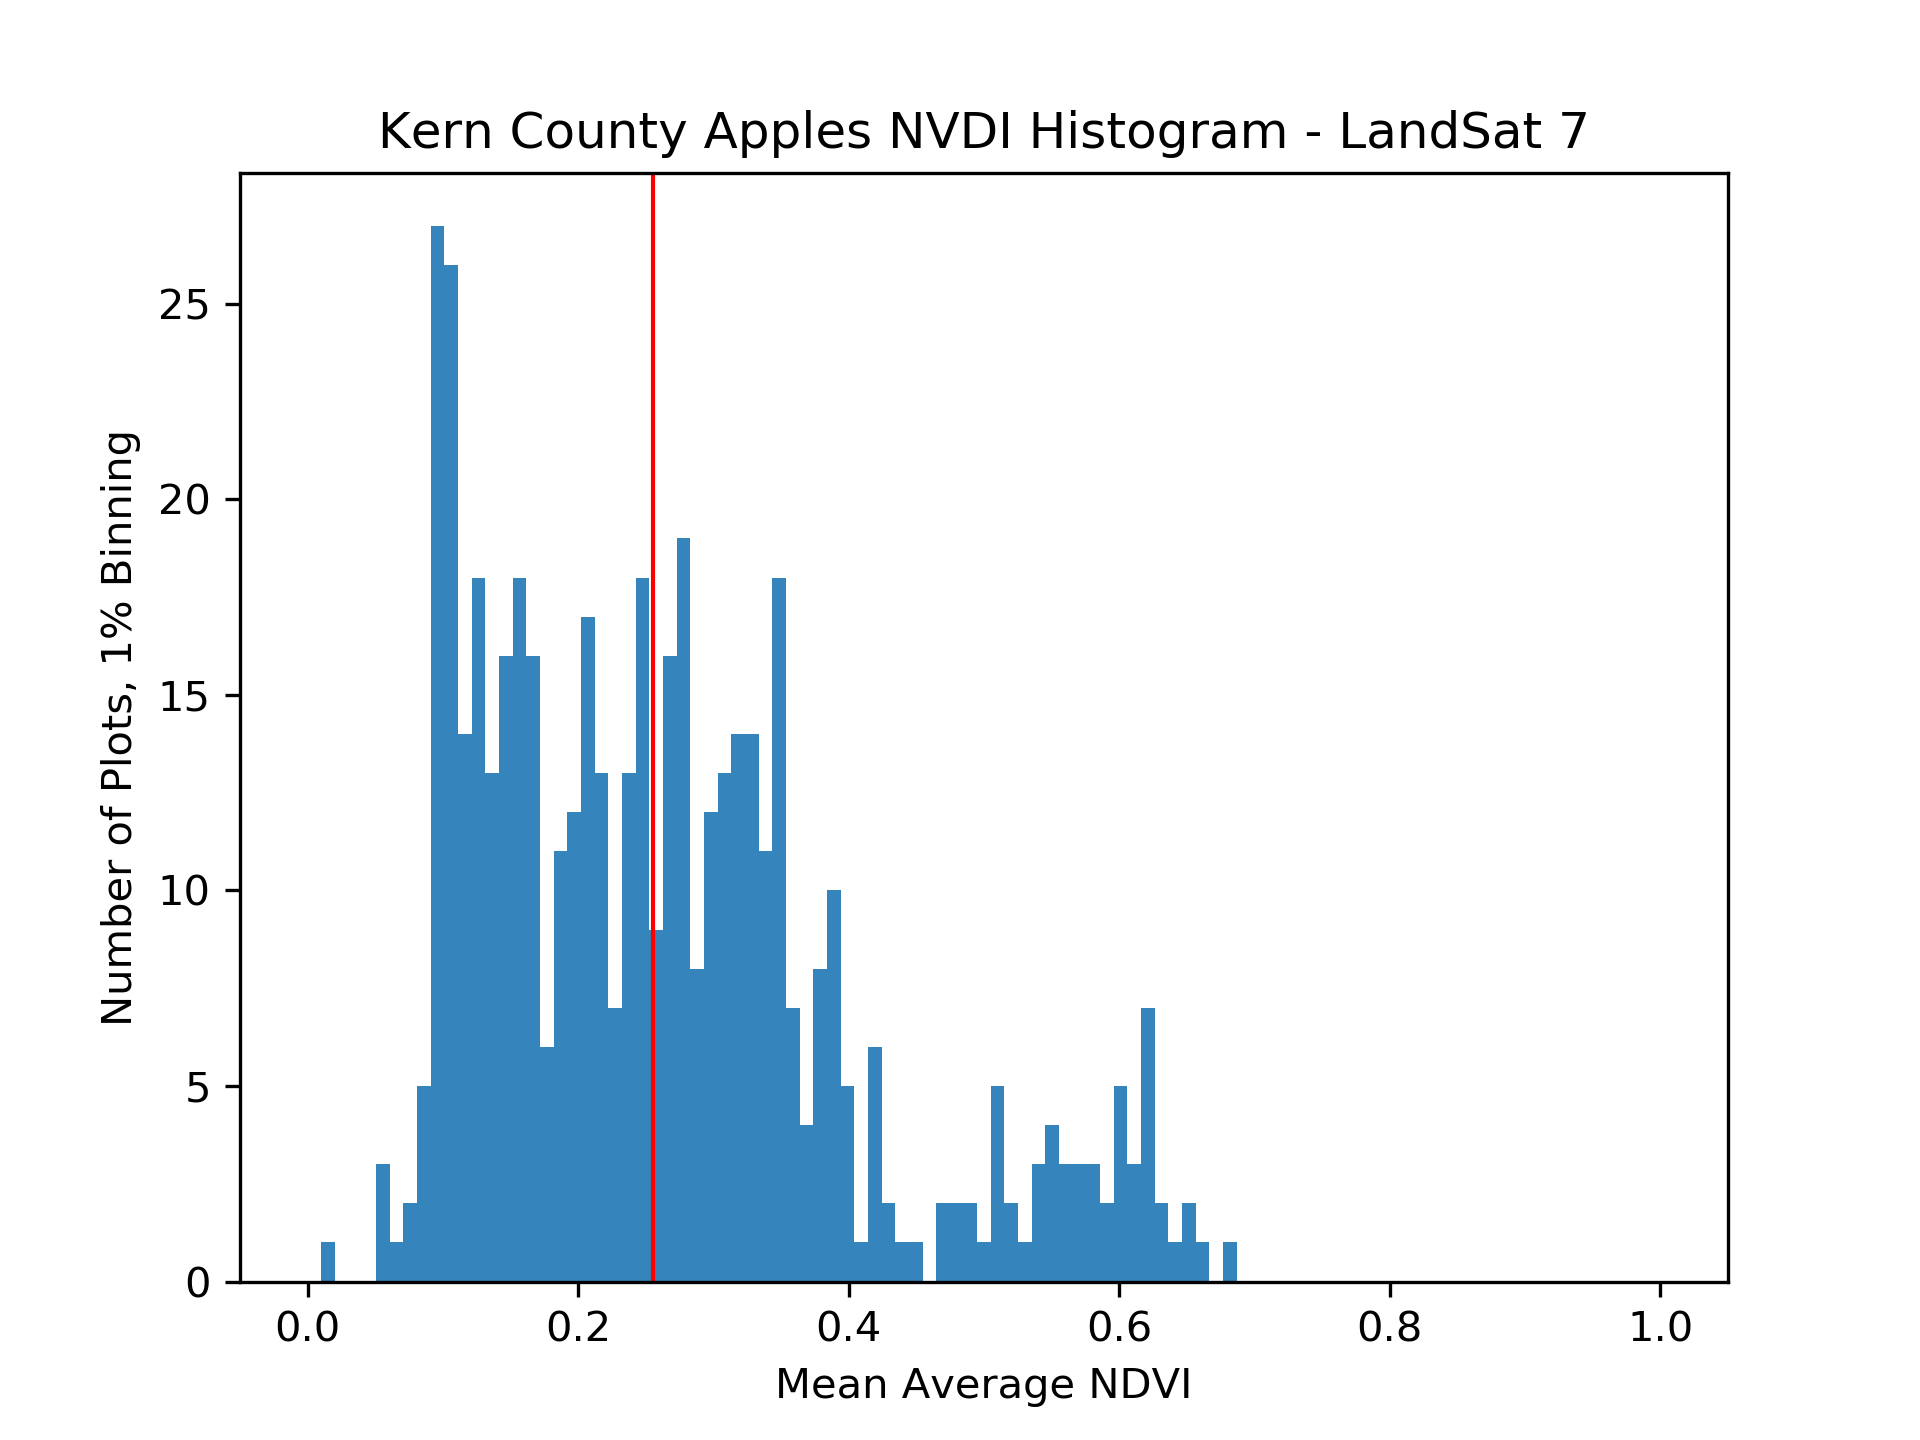 Kern County Apples NVDI Histogram - LandSat 7
Number of Plots, 1% Binning
25
20
15
10
5
0
0.0 0.2 0.4 0.6 0.8 1.0
Mean Average NDVI